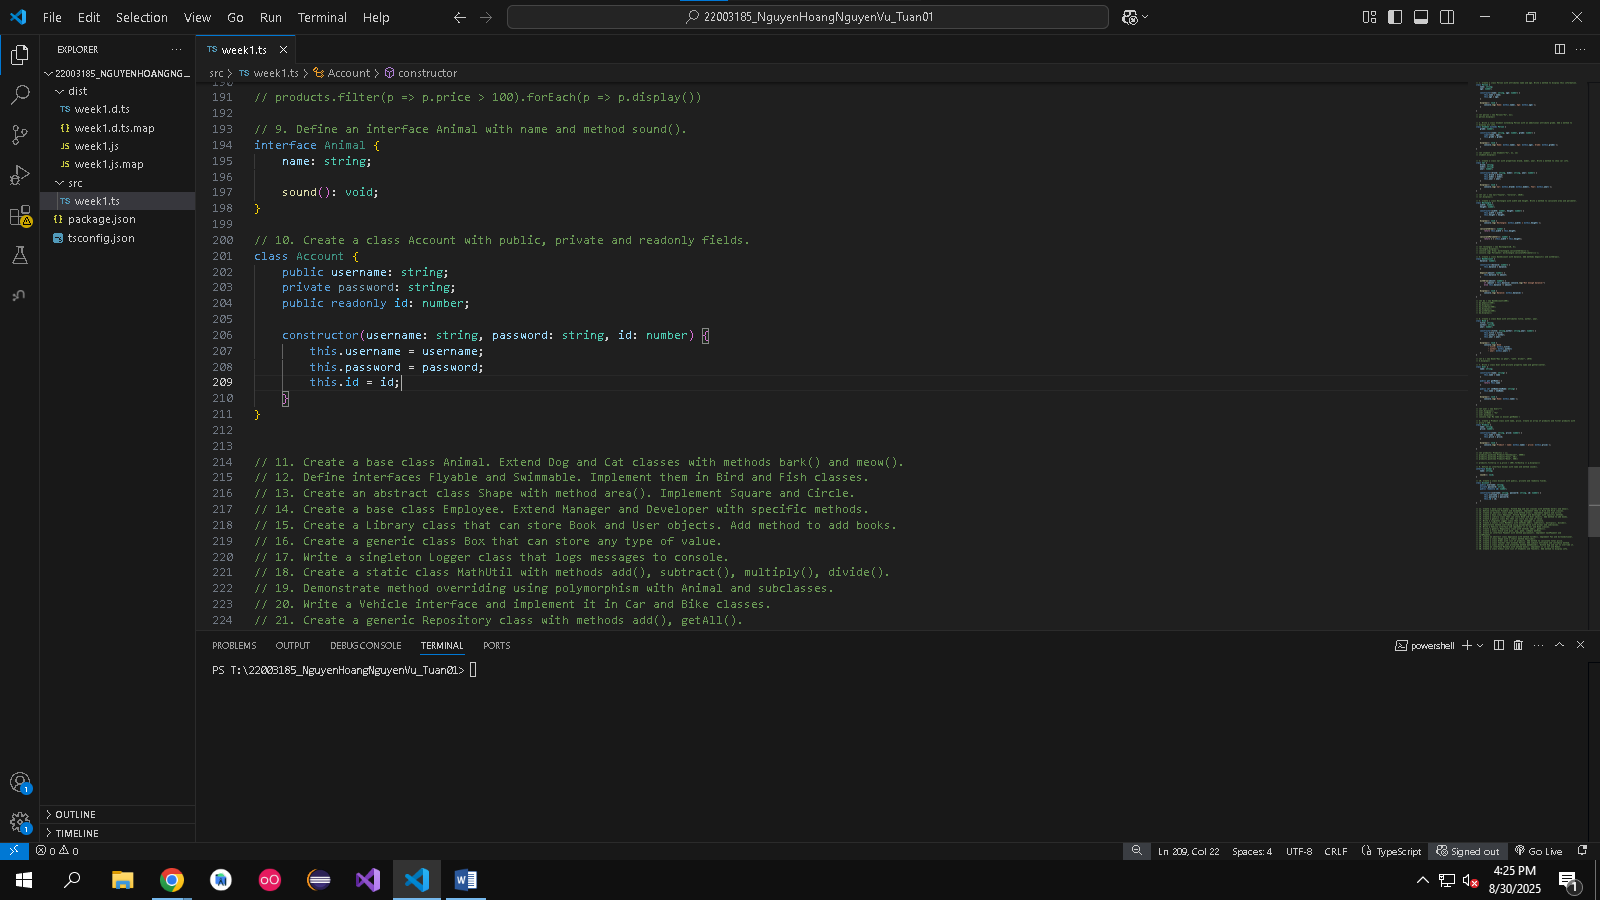 File Edit Selection View Go Run Terminal Help
22003185_NguyenHoangNguyenVu_Tuan01
EXPLORER
22003185_NGUYENHOANGNG...
dist
TS week1.d.ts
{} week1.d.ts.map
JS week1.js
JS week1.js.map
src
TS week1.ts
{} package.json
tsconfig.json
OUTLINE
TIMELINE
TS week1.ts
src > TS week1.ts > Account > constructor
190
191 // products.filter(p => p.price > 100).forEach(p => p.display())
192
193 // 9. Define an interface Animal with name and method sound().
194 interface Animal {
195 name: string;
196
197 sound(): void;
198 }
199
200 // 10. Create a class Account with public, private and readonly fields.
201 class Account {
202 public username: string;
203 private password: string;
204 public readonly id: number;
205
206 constructor(username: string, password: string, id: number) {
207 this.username = username;
208 this.password = password;
209 this.id = id;
210 }
211 }
212
213
214 // 11. Create a base class Animal. Extend Dog and Cat classes with methods bark() and meow().
215 // 12. Define interfaces Flyable and Swimmable. Implement them in Bird and Fish classes.
216 // 13. Create an abstract class Shape with method area(). Implement Square and Circle.
217 // 14. Create a base class Employee. Extend Manager and Developer with specific methods.
218 // 15. Create a Library class that can store Book and User objects. Add method to add books.
219 // 16. Create a generic class Box that can store any type of value.
220 // 17. Write a singleton Logger class that logs messages to console.
221 // 18. Create a static class MathUtil with methods add(), subtract(), multiply(), divide().
222 // 19. Demonstrate method overriding using polymorphism with Animal and subclasses.
223 // 20. Write a Vehicle interface and implement it in Car and Bike classes.
224 // 21. Create a generic Repository class with methods add(), getAll().
PROBLEMS OUTPUT DEBUG CONSOLE TERMINAL PORTS
powershell
PS T:\22003185_NguyenHoangNguyenVu_Tuan01>
1
1
0 0
Ln 209, Col 22 Spaces: 4 UTF-8 CRLF TypeScript Signed out Go Live
4:25 PM
8/30/2025
1